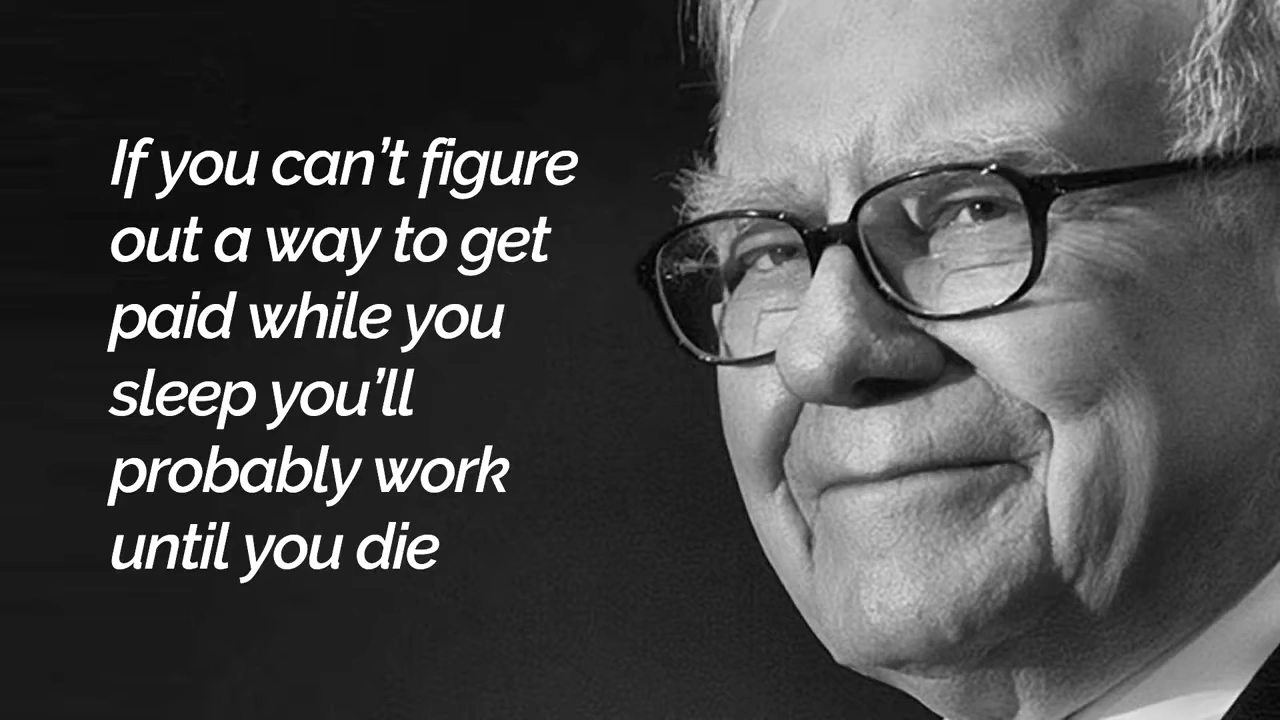 If you can’t figure
out a way to get
paid while you
sleep you’ll
probably work
until you die